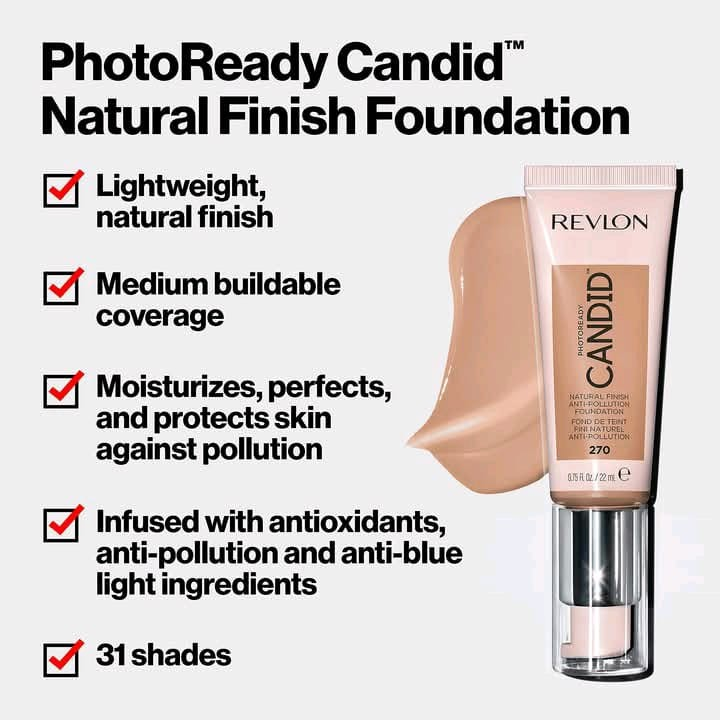 PhotoReady Candid™
Natural Finish Foundation
Lightweight,
natural finish
Medium buildable
coverage
Moisturizes, perfects,
and protects skin
against pollution
Infused with antioxidants,
anti-pollution and anti-blue
light ingredients
31 shades
REVLON
PHOTOREADY
CANDID™
NATURAL FINISH
ANTI-POLLUTION
FOUNDATION
FOND DE TEINT
FINI NATUREL
ANTI-POLLUTION
270
0.75 Fl. Oz. / 22 mL e